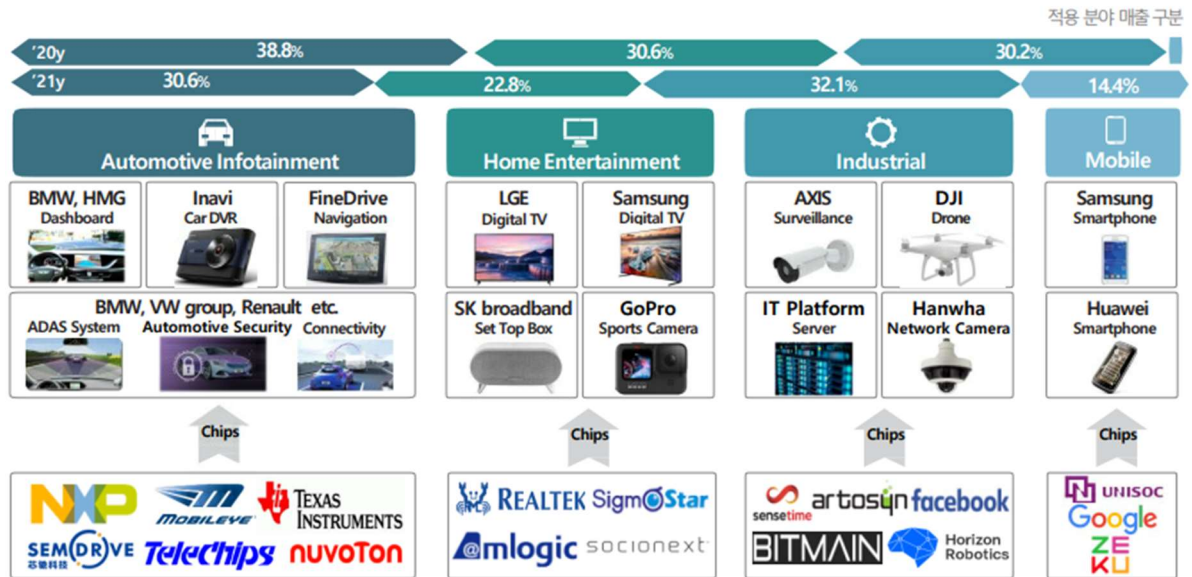 적용 분야 매출 구분
'20y 38.8% 30.6% 30.2%
'21y 30.6% 22.8% 32.1% 14.4%
Automotive Infotainment
Home Entertainment
Industrial
Mobile
BMW, HMG
Dashboard
Inavi
Car DVR
FineDrive
Navigation
LGE
Digital TV
Samsung
Digital TV
AXIS
Surveillance
DJI
Drone
Samsung
Smartphone
BMW, VW group, Renault etc.
ADAS System
Automotive Security
Connectivity
SK broadband
Set Top Box
GoPro
Sports Camera
IT Platform
Server
Hanwha
Network Camera
Huawei
Smartphone
Chips
Chips
Chips
Chips
NXP
MOBILEYE
TEXAS
INSTRUMENTS
SEMIDRIVE
芯驰科技
Telechips
nuvoTon
REALTEK
SigmaStar
amlogic
socionext
sensetime
artosyn
facebook
BITMAIN
Horizon
Robotics
UNISOC
Google
ZE
KU